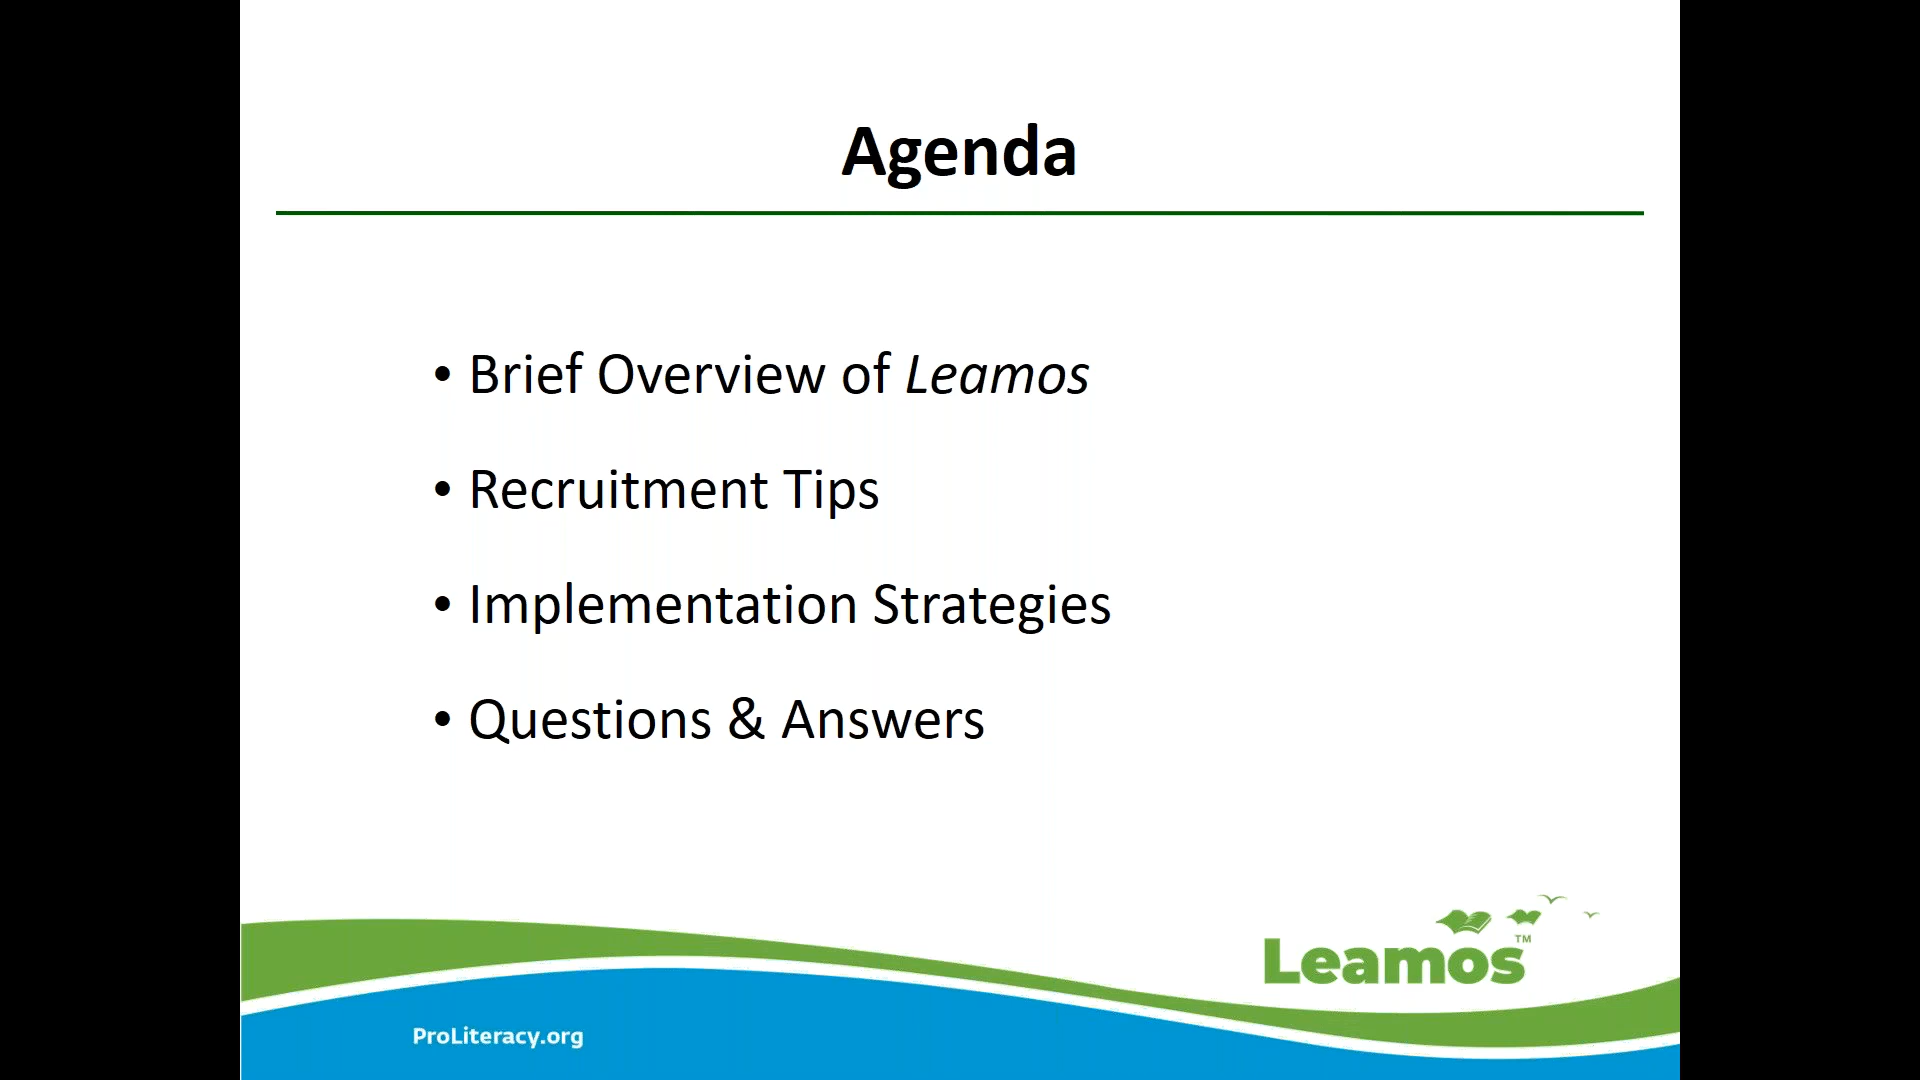 Agenda
• Brief Overview of Leamos
• Recruitment Tips
• Implementation Strategies
• Questions & Answers
Leamos™
ProLiteracy.org